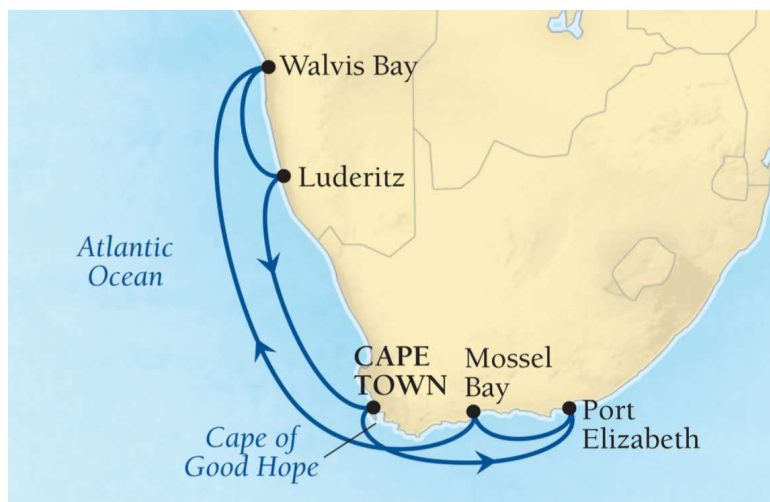 Walvis Bay
Luderitz
Atlantic
Ocean
CAPE
TOWN
Mossel
Bay
Port
Elizabeth
Cape of
Good Hope